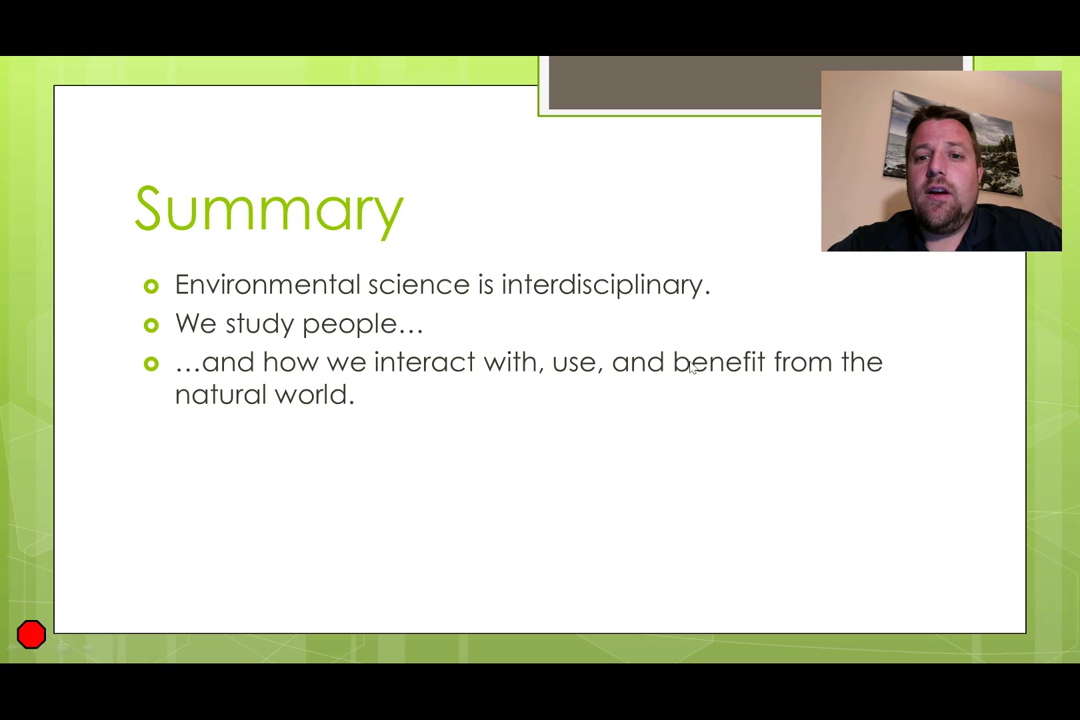 Summary
Environmental science is interdisciplinary.
We study people…
…and how we interact with, use, and benefit from the
natural world.